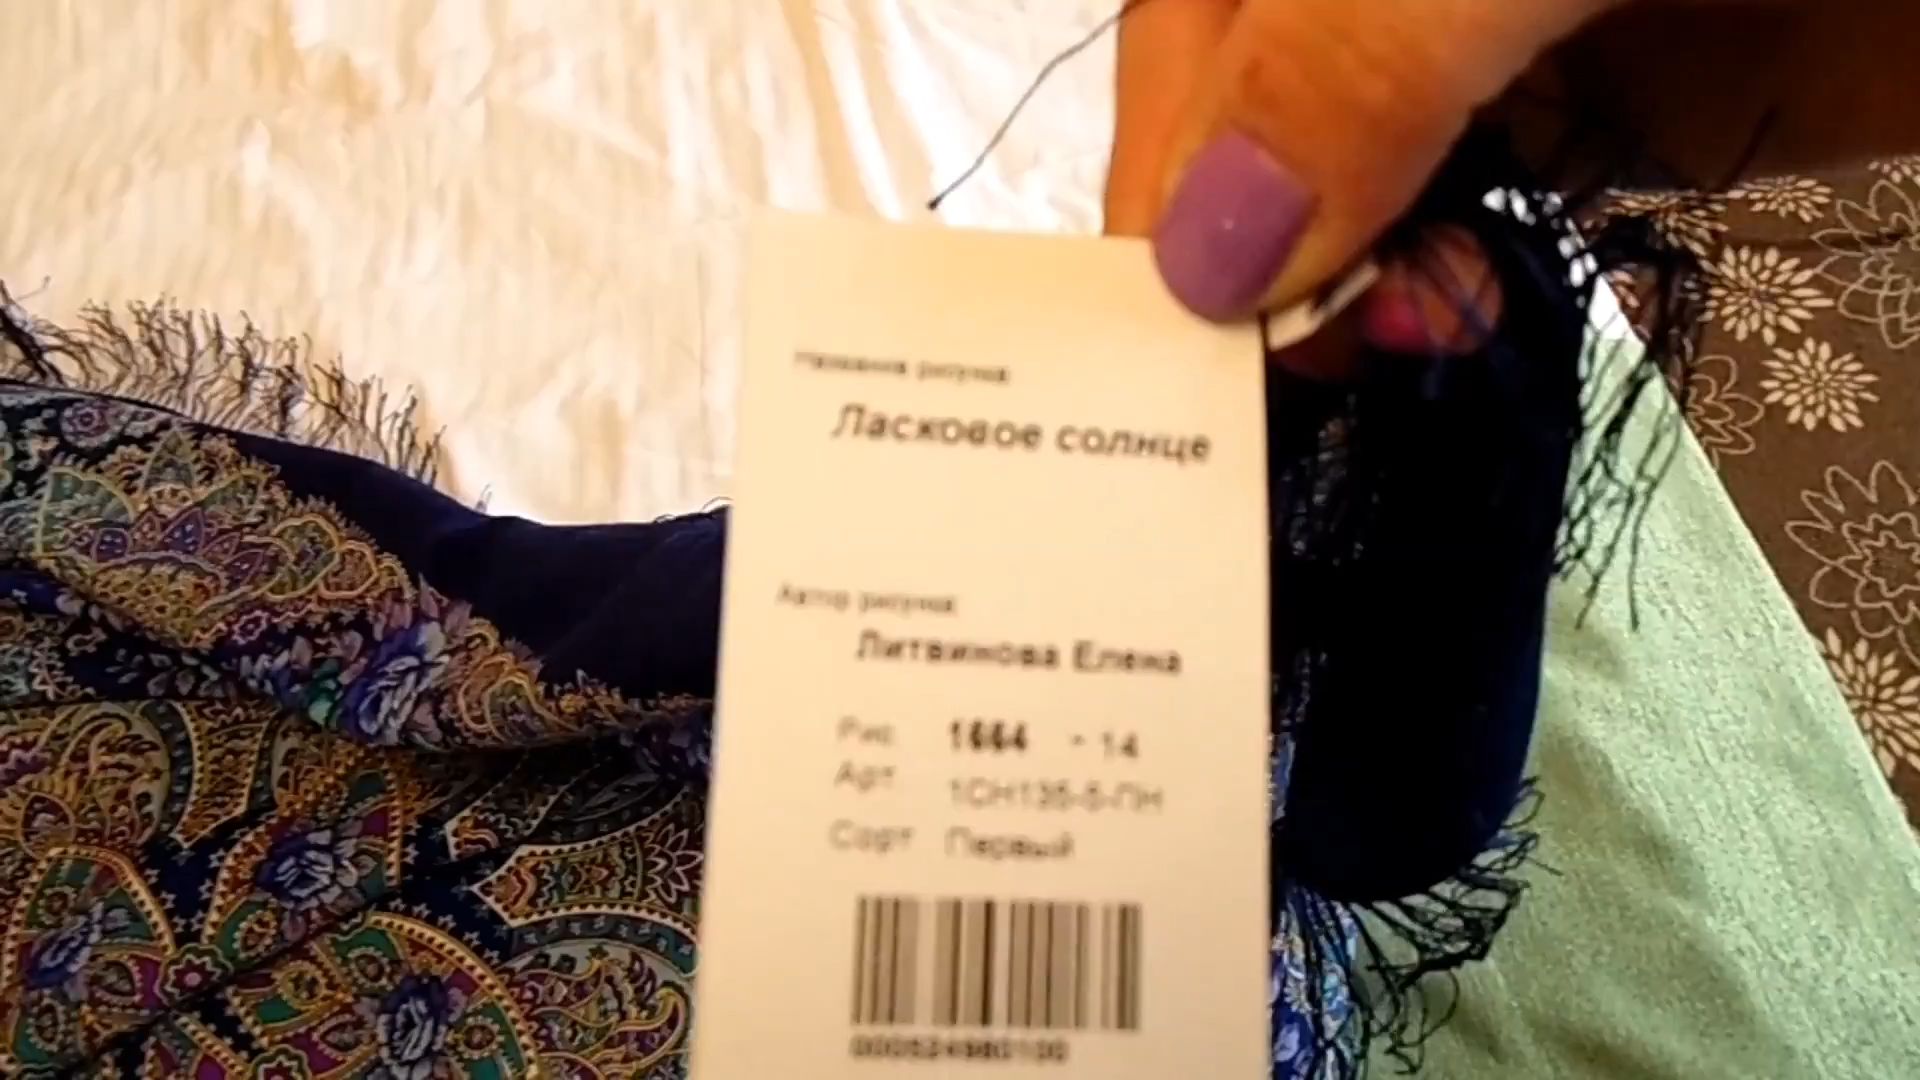 Название рисунка
Ласковое солнце
Автор рисунка
Литвинова Елена
Рис 1664 - 14
Арт 1СН135-5-ПН
Сорт Первый